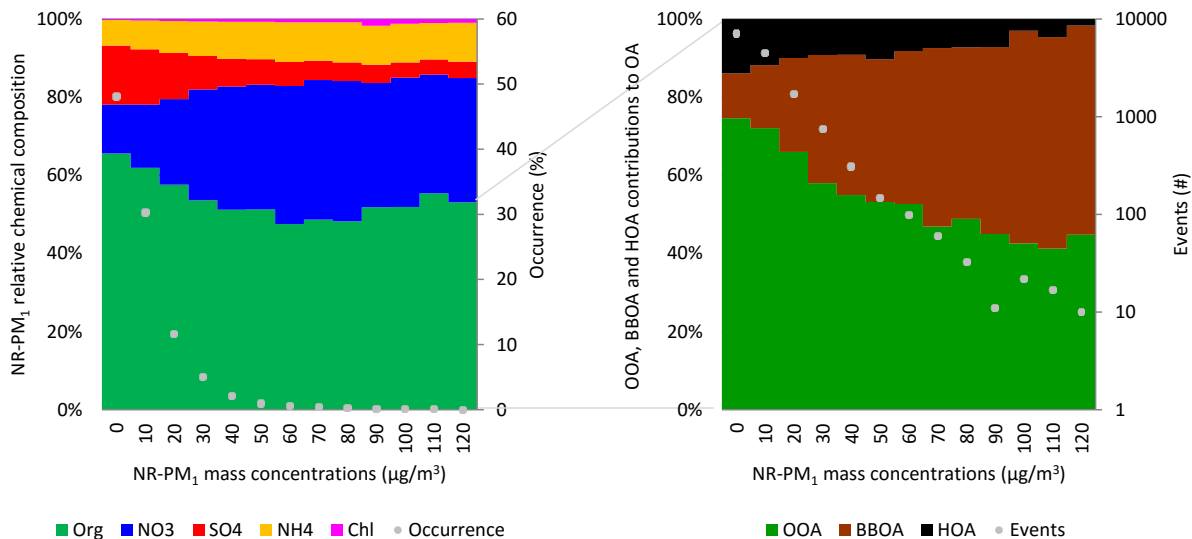 100%
80%
60%
40%
20%
0%
NR-PM₁ relative chemical composition
60
50
40
30
20
10
0
Occurrence (%)
0 10 20 30 40 50 60 70 80 90 100 110 120
NR-PM₁ mass concentrations (µg/m³)
Org NO3 SO4 NH4 Chl Occurrence
100%
80%
60%
40%
20%
0%
OOA, BBOA and HOA contributions to OA
10000
1000
100
10
1
Events (#)
0 10 20 30 40 50 60 70 80 90 100 110 120
NR-PM₁ mass concentrations (µg/m³)
OOA BBOA HOA Events